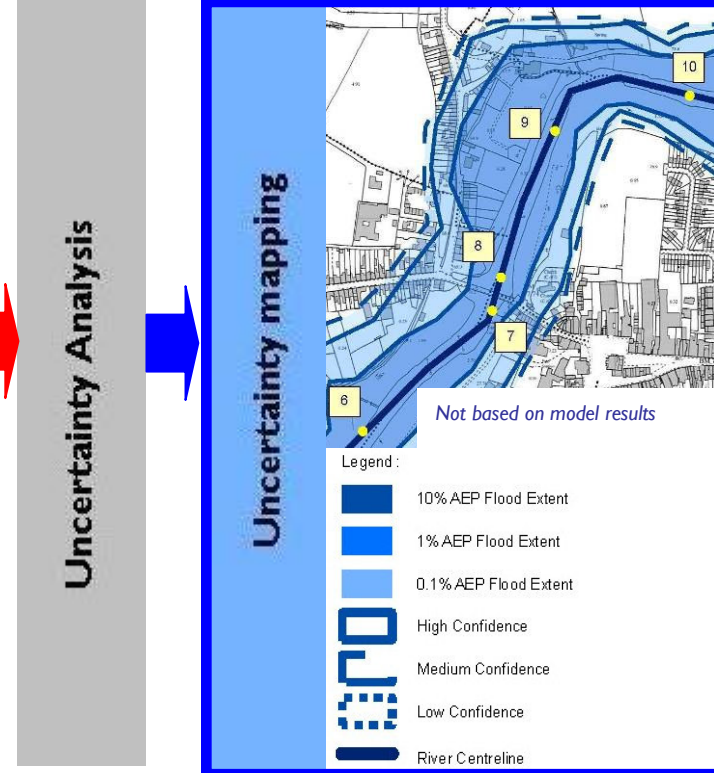 Uncertainty Analysis
Uncertainty mapping
10
9
8
7
6
Not based on model results
Legend :
10% AEP Flood Extent
1% AEP Flood Extent
0.1% AEP Flood Extent
High Confidence
Medium Confidence
Low Confidence
River Centreline